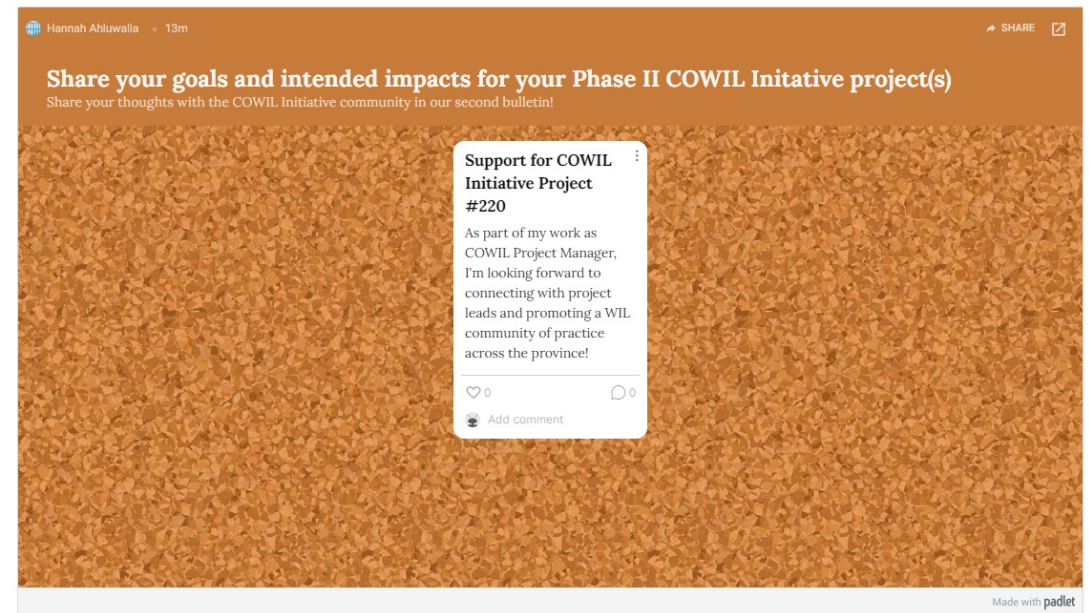 Hannah Ahluwalia • 13m
SHARE
Share your goals and intended impacts for your Phase II COWIL Initative project(s)
Share your thoughts with the COWIL Initiative community in our second bulletin!
Support for COWIL
Initiative Project
#220
As part of my work as
COWIL Project Manager,
I'm looking forward to
connecting with project
leads and promoting a WIL
community of practice
across the province!
0
0
Add comment
Made with padlet